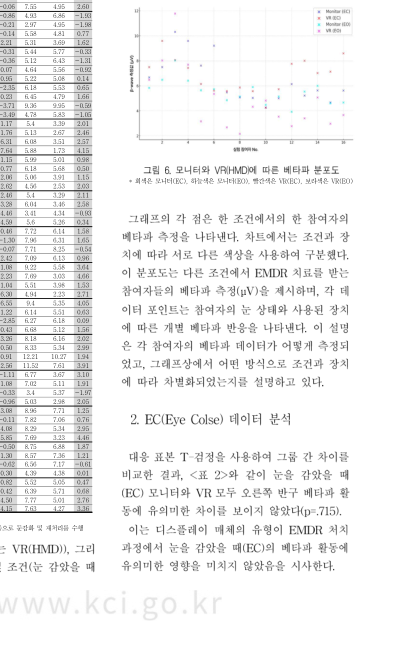 -0.06 7.55 4.95 2.60
-0.86 4.93 6.86 -1.93
-0.21 2.97 4.95 -1.98
-0.14 5.58 4.81 0.77
2.21 5.31 3.69 1.62
-0.31 5.44 5.77 -0.33
-0.36 5.12 6.43 -1.31
0.07 4.64 5.56 -0.92
0.95 5.22 5.08 0.14
-2.35 6.18 5.53 0.65
0.23 6.45 4.79 1.66
-3.71 9.36 9.95 -0.59
-3.49 4.78 5.83 -1.05
1.17 5.4 3.39 2.01
1.76 5.13 2.67 2.46
6.31 6.08 3.51 2.57
7.64 5.88 1.73 4.15
1.15 5.99 5.01 0.98
0.77 6.18 5.68 0.50
2.06 5.06 3.91 1.15
2.62 4.56 2.53 2.03
2.46 5.4 3.29 2.11
3.28 6.04 3.46 2.58
4.46 3.41 4.34 -0.93
4.59 5.6 5.26 0.34
0.46 7.72 6.14 1.58
-1.30 7.96 6.31 1.65
-0.07 7.71 8.25 -0.54
2.42 7.09 6.13 0.96
1.08 9.22 5.58 3.64
2.23 7.69 3.03 4.66
1.04 5.51 3.98 1.53
6.30 4.94 2.23 2.71
6.55 9.4 5.35 4.05
1.22 6.14 5.51 0.63
-2.85 6.27 6.18 0.09
0.43 6.68 5.12 1.56
3.26 8.18 6.16 2.02
0.50 8.33 5.34 2.99
0.91 12.21 10.27 1.94
2.56 11.52 7.61 3.91
-1.11 6.77 3.67 3.10
1.08 7.02 5.11 1.91
-0.33 3.4 5.37 -1.97
-0.96 5.03 2.98 2.05
3.08 8.96 7.71 1.25
-0.11 7.82 7.06 0.76
4.08 8.29 5.34 2.95
5.85 7.69 3.23 4.46
-0.50 8.75 6.88 1.87
1.30 8.57 7.36 1.21
-0.62 6.56 7.17 -0.61
0.30 4.39 4.38 0.01
0.82 5.52 5.05 0.47
0.42 6.39 5.71 0.68
4.50 7.77 5.01 2.76
4.15 7.63 4.27 3.36
으로 둔감화 및 재처리를 수행
는 VR(HMD)), 그리
조건(눈 감았을 때
Monitor (EC)
VR (EC)
Monitor (EO)
VR (EO)
12
10
8
6
4
2
2 4 6 8 10 12 14 16
실험 참여자 No.
그림 6. 모니터와 VR(HMD)에 따른 베타파 분포도
* 회색은 모니터(EC), 하늘색은 모니터(EO), 빨간색은 VR(EC), 보라색은 VR(EO)
그래프의 각 점은 한 조건에서의 한 참여자의
베타파 측정을 나타낸다. 차트에서는 조건과 장
치에 따라 서로 다른 색상을 사용하여 구분했다.
이 분포도는 다른 조건에서 EMDR 치료를 받는
참여자들의 베타파 측정(μV)을 제시하며, 각 데
이터 포인트는 참여자의 눈 상태와 사용된 장치
에 따른 개별 베타파 반응을 나타낸다. 이 설명
은 각 참여자의 베타파 데이터가 어떻게 측정되
었고, 그래프상에서 어떤 방식으로 조건과 장치
에 따라 차별화되었는지를 설명하고 있다.
2. EC(Eye Colse) 데이터 분석
대응 표본 T-검정을 사용하여 그룹 간 차이를
비교한 결과, <표 2>와 같이 눈을 감았을 때
(EC) 모니터와 VR 모두 오른쪽 반구 베타파 활
동에 유의미한 차이를 보이지 않았다(p=.715).
이는 디스플레이 매체의 유형이 EMDR 처치
과정에서 눈을 감았을 때(EC)의 베타파 활동에
유의미한 영향을 미치지 않았음을 시사한다.
www.kci.go.kr